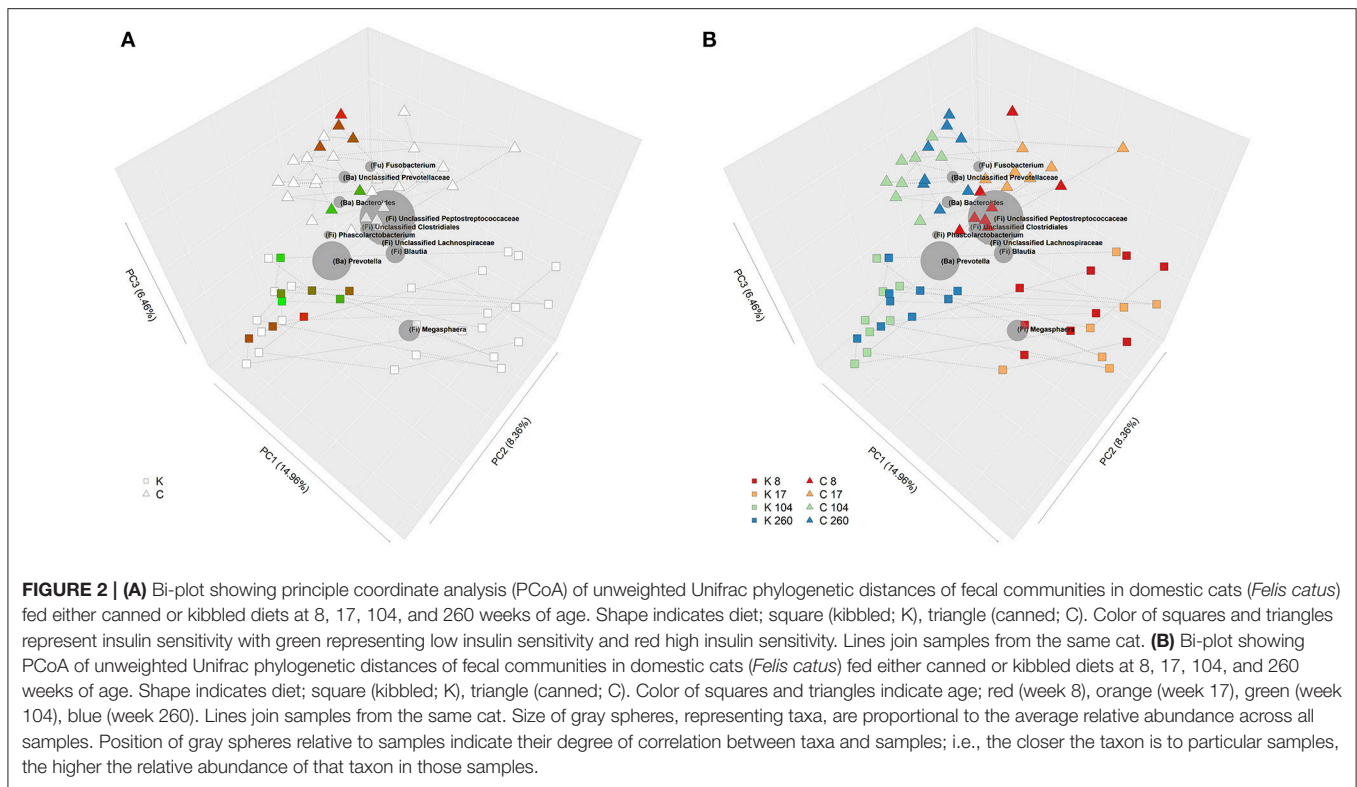 A
(Fu) Fusobacterium
(Ba) Unclassified Prevotellaceae
(Ba) Bacteroides
(Fi) Unclassified Peptostreptococcaceae
(Fi) Unclassified Clostridiales
(Fi) Phascolarctobacterium
(Fi) Unclassified Lachnospiraceae
(Fi) Blautia
(Ba) Prevotella
(Fi) Megasphaera
PC3 (6.46%)
PC1 (14.96%)
PC2 (8.36%)
K
C
B
(Fu) Fusobacterium
(Ba) Unclassified Prevotellaceae
(Ba) Bacteroides
(Fi) Unclassified Peptostreptococcaceae
(Fi) Unclassified Clostridiales
(Fi) Phascolarctobacterium
(Fi) Unclassified Lachnospiraceae
(Fi) Blautia
(Ba) Prevotella
(Fi) Megasphaera
PC3 (6.46%)
PC1 (14.96%)
PC2 (8.36%)
K 8 C 8
K 17 C 17
K 104 C 104
K 260 C 260
FIGURE 2 | (A) Bi-plot showing principle coordinate analysis (PCoA) of unweighted Unifrac phylogenetic distances of fecal communities in domestic cats (Felis catus)
fed either canned or kibbled diets at 8, 17, 104, and 260 weeks of age. Shape indicates diet; square (kibbled; K), triangle (canned; C). Color of squares and triangles
represent insulin sensitivity with green representing low insulin sensitivity and red high insulin sensitivity. Lines join samples from the same cat. (B) Bi-plot showing
PCoA of unweighted Unifrac phylogenetic distances of fecal communities in domestic cats (Felis catus) fed either canned or kibbled diets at 8, 17, 104, and 260
weeks of age. Shape indicates diet; square (kibbled; K), triangle (canned; C). Color of squares and triangles indicate age; red (week 8), orange (week 17), green (week
104), blue (week 260). Lines join samples from the same cat. Size of gray spheres, representing taxa, are proportional to the average relative abundance across all
samples. Position of gray spheres relative to samples indicate their degree of correlation between taxa and samples; i.e., the closer the taxon is to particular samples,
the higher the relative abundance of that taxon in those samples.